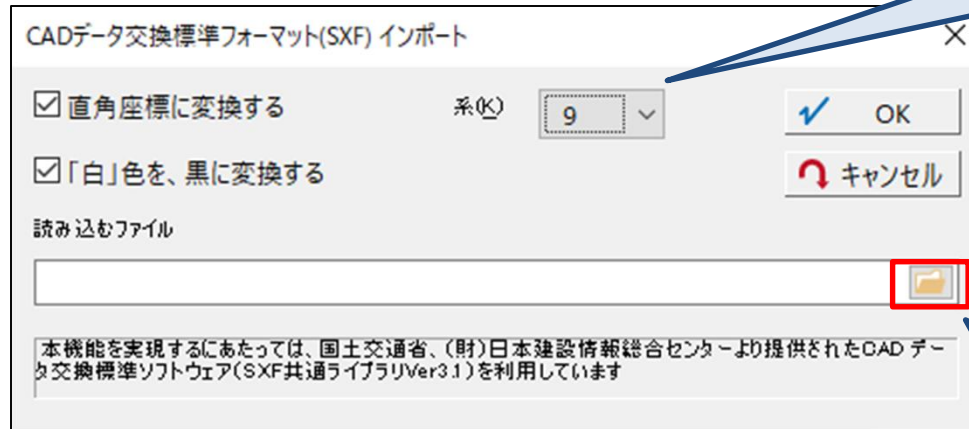 CADデータ交換標準フォーマット(SXF) インポート
直角座標に変換する 系(K) 9 OK
「白」色を、黒に変換する キャンセル
読み込むファイル
本機能を実現するにあたっては、国土交通省、(財)日本建設情報総合センターより提供されたCAD デー
タ交換標準ソフトウェア(SXF共通ライブラリVer3.1)を利用しています